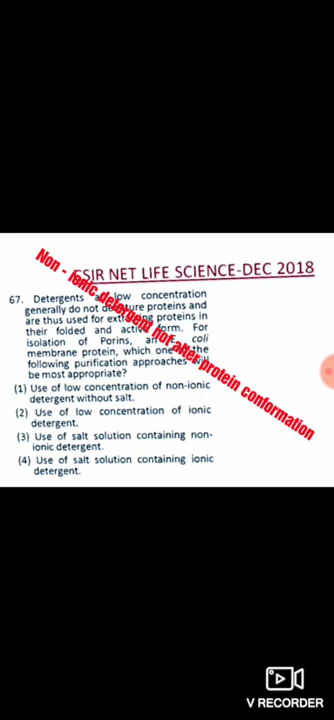 CSIR NET LIFE SCIENCE-DEC 2018
Non - ionic detergent not alter protein conformation
67. Detergents at low concentration
generally do not denature proteins and
are thus used for extracting proteins in
their folded and active form. For
isolation of Porins, an E. coli
membrane protein, which one of the
following purification approaches will
be most appropriate?
(1) Use of low concentration of non-ionic
detergent without salt.
(2) Use of low concentration of ionic
detergent.
(3) Use of salt solution containing non-
ionic detergent.
(4) Use of salt solution containing ionic
detergent.
V RECORDER